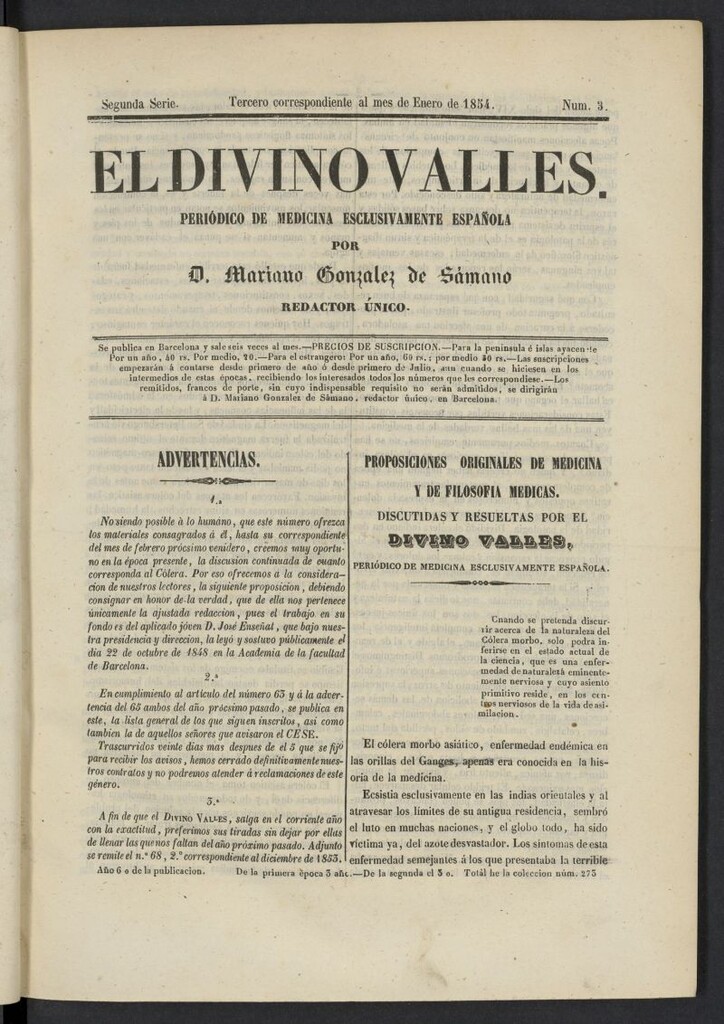 Segunda Serie. Tercero correspondiente al mes de Enero de 1854. Num. 3.
EL DIVINO VALLES.
PERIÓDICO DE MEDICINA ESCLUSIVAMENTE ESPAÑOLA
POR
D. Mariano Gonzalez de Sámano
REDACTOR ÚNICO.
Se publica en Barcelona y sale seis veces al mes.—PRECIOS DE SUSCRIPCION.—Para la peninsula é islas ayacente
Por un año, 40 rs. Por medio, 20.—Para el estrangero: Por un año, 60 rs.: por medio 30 rs.—Las suscripciones
empezarán á contarse desde primero de año ó desde primero de Julio, aun cuando se hiciesen en los
intermedios de estas épocas, recibiendo los interesados todos los números que les correspondiese.—Los
remitidos, francos de porte, sin cuyo indispensable requisito no serán admitidos, se dirigirán
á D. Mariano Gonzalez de Sámano, redactor único, en Barcelona.
ADVERTENCIAS.
1.a
No siendo posible á lo humano, que este número ofrezca
los materiales consagrados á él, hasta su correspondiente
del mes de febrero prócsimo venidero, creemos muy oportu-
no en la época presente, la discusion continuada de cuanto
corresponda al Cólera. Por eso ofrecemos á la considera-
cion de nuestros lectores, la siguiente proposicion, debiendo
consignar en honor de la verdad, que de ella nos pertenece
únicamente la ajustada redaccion, pues el trabajo en su
fondo es del aplicado jóven D. José Enseñat, que bajo nues-
tra presidencia y direccion, la leyó y sostuvo públicamente el
dia 22 de octubre de 1848 en la Academia de la facultad
de Barcelona.
2.a
En cumplimiento al artículo del número 63 y á la adver-
tencia del 65 ambos del año prócsimo pasado, se publica en
este, la lista general de los que siguen inscritos, asi como
tambien la de aquellos señores que avisaron el CESE.
Trascurridos veinte dias mas despues de el 5 que se fijó
para recibir los avisos, hemos cerrado definitivamente nues-
tros contratos y no podremos atender á reclamaciones de este
género.
3.a
A fin de que el DIVINO VALLES, salga en el corriente año
con la exactitud, preferimos sus tiradas sin dejar por ellas
de llenar las que nos faltan del año próximo pasado. Adjunto
se remite el n.º 68, 2.º correspondiente al diciembre de 1853.
PROPOSICIONES ORIGINALES DE MEDICINA
Y DE FILOSOFIA MEDICAS.
DISCUTIDAS Y RESUELTAS POR EL
DIVINO VALLES,
PERIÓDICO DE MEDICINA ESCLUSIVAMENTE ESPAÑOLA.
Cuando se pretenda discur-
rir acerca de la naturaleza del
Cólera morbo, solo podra in-
ferirse en el estado actual de
la ciencia, que es una enfer-
medad de naturaleza eminente-
mente nerviosa y cuyo asiento
primitivo reside, en los cen-
tros nerviosos de la vida de asi-
milacion.
El cólera morbo asiático, enfermedad endémica en
las orillas del Ganges, apenas era conocida en la his-
oria de la medicina.
Ecsistia esclusivamente en las indias orientales y al
atravesar los límites de su antigua residencia, sembró
el luto en muchas naciones, y el globo todo, ha sido
víctima ya, del azote desvastador. Los síntomas de esta
enfermedad semejantes á los que presentaba la terrible
Año 6 o de la publicacion. De la primera época 3 añc.—De la segunda el 3 o. Totál he la coleccion núm. 273